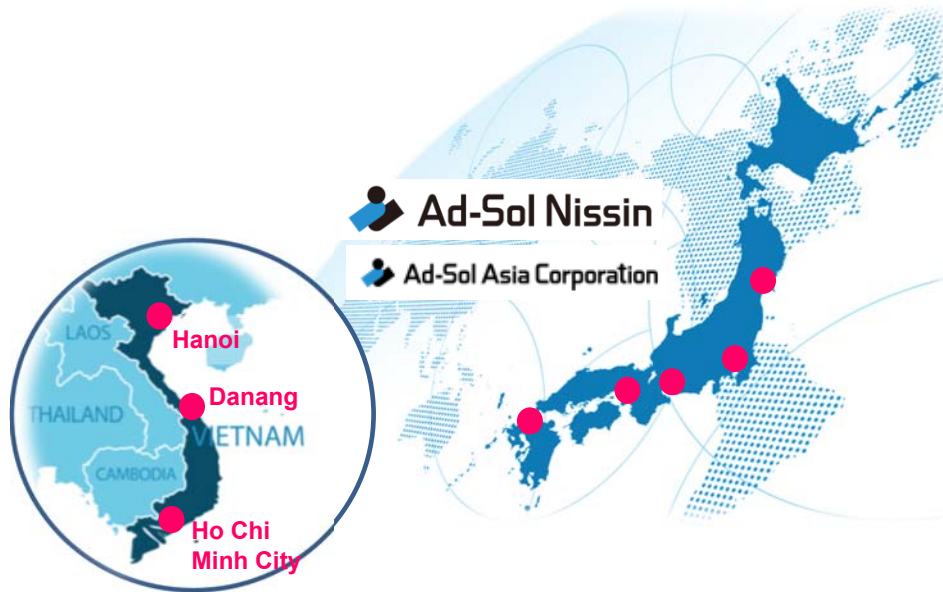 Ad-Sol Nissin
Ad-Sol Asia Corporation
LAOS
Hanoi
THAILAND
Danang
VIETNAM
CAMBODIA
Ho Chi
Minh City